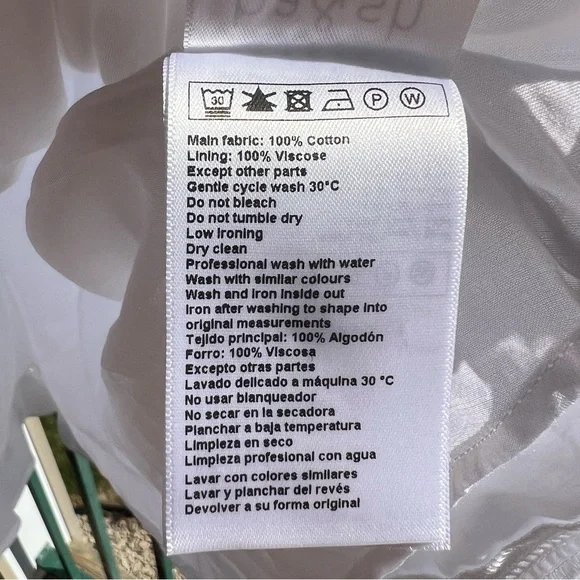 ba&sh
30 P W
Main fabric: 100% Cotton
Lining: 100% Viscose
Except other parts
Gentle cycle wash 30°C
Do not bleach
Do not tumble dry
Low ironing
Dry clean
Professional wash with water
Wash with similar colours
Wash and iron inside out
Iron after washing to shape into
original measurements
Tejido principal: 100% Algodón
Forro: 100% Viscosa
Excepto otras partes
Lavado delicado a máquina 30 °C
No usar blanqueador
No secar en la secadora
Planchar a baja temperatura
Limpieza en seco
Limpieza profesional con agua
Lavar con colores similares
Lavar y planchar del revés
Devolver a su forma original